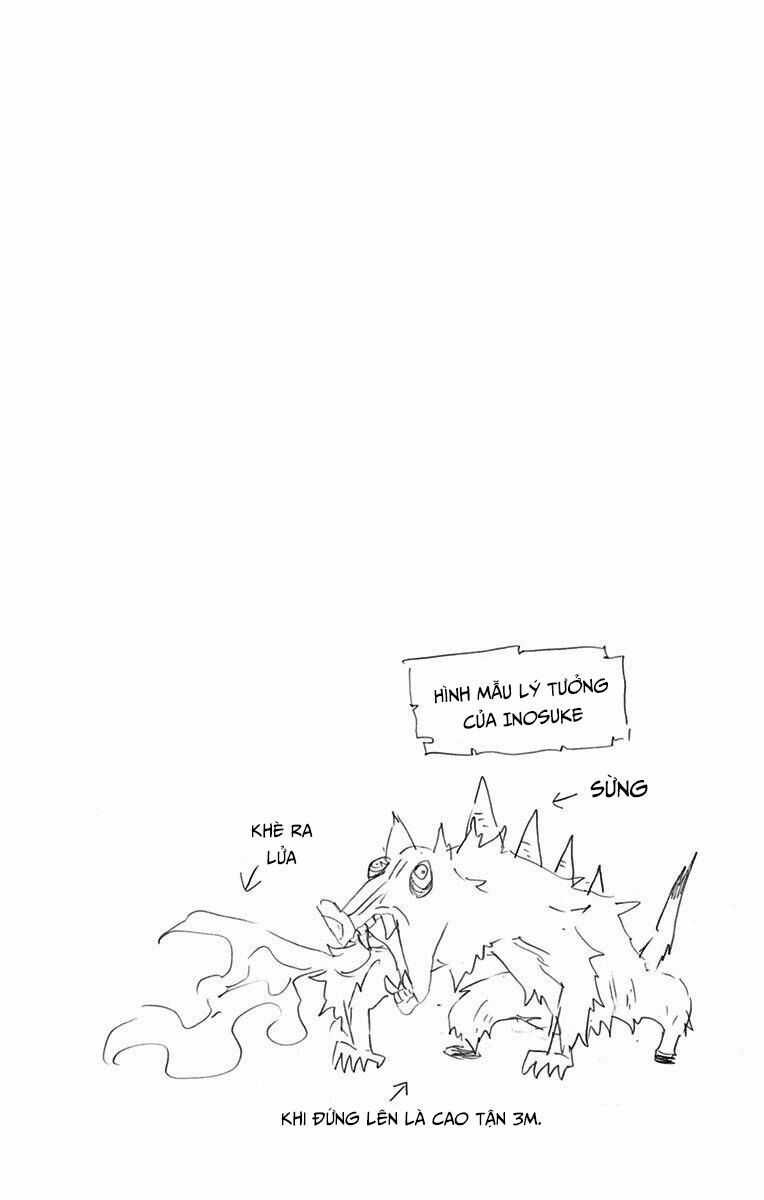 HÌNH MẪU LÝ TƯỞNG
CỦA INOSUKE
SỪNG
KHÈ RA
LỬA
KHI ĐỨNG LÊN LÀ CAO TẬN 3M.